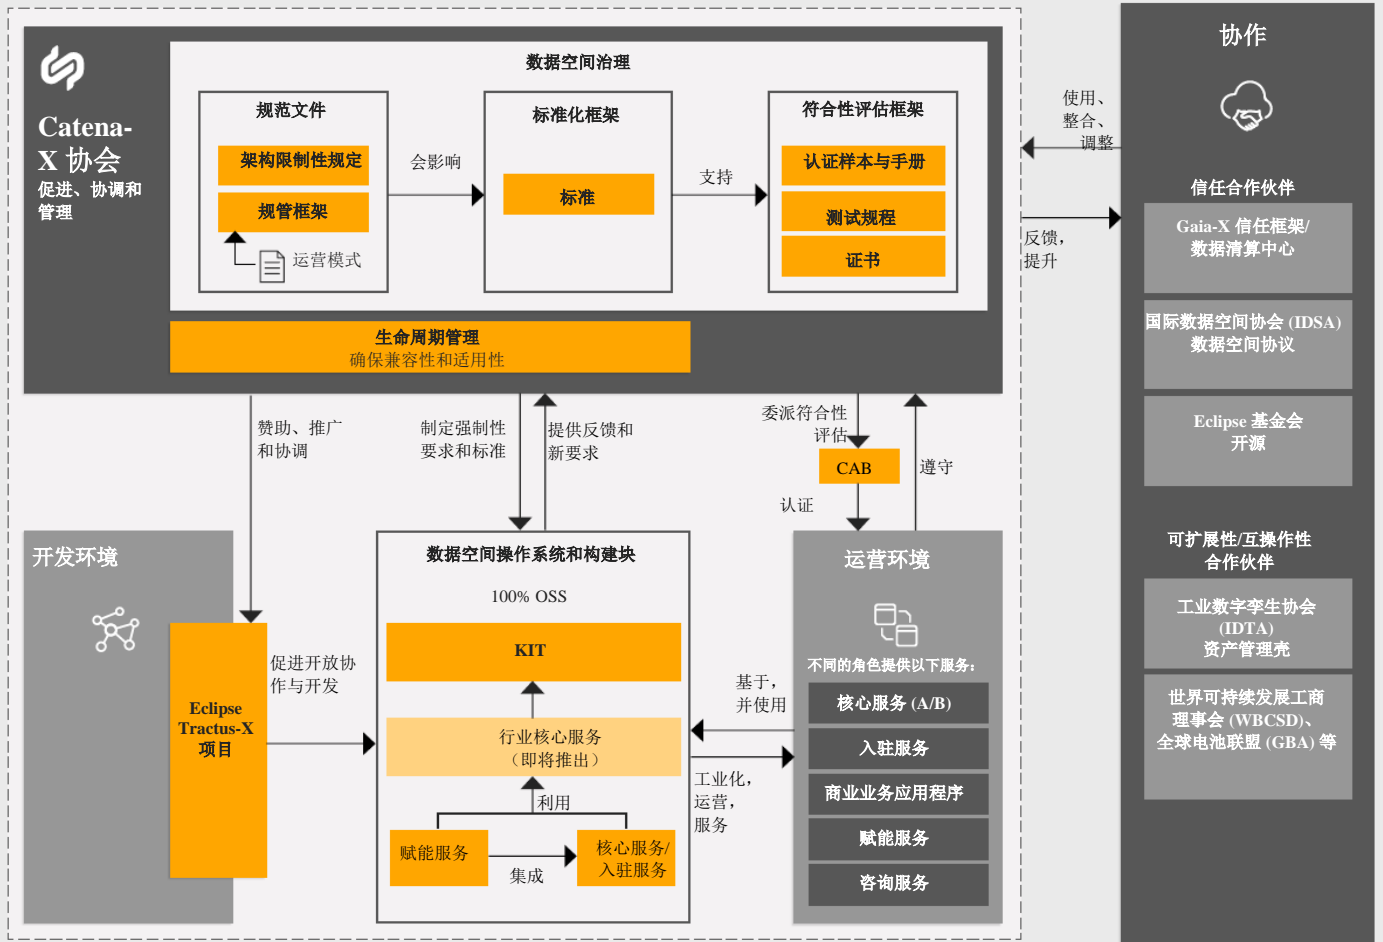 Catena-
X 协会
促进、协调和
管理
数据空间治理
规范文件
架构限制性规定
规管框架
运营模式
会影响
标准化框架
标准
支持
符合性评估框架
认证样本与手册
测试规程
证书
生命周期管理
确保兼容性和适用性
使用、
整合、
调整
反馈，
提升
协作
信任合作伙伴
Gaia-X 信任框架/
数据清算中心
国际数据空间协会 (IDSA)
数据空间协议
Eclipse 基金会
开源
可扩展性/互操作性
合作伙伴
工业数字孪生协会
(IDTA)
资产管理壳
世界可持续发展工商
理事会 (WBCSD)、
全球电池联盟 (GBA) 等
赞助、推广
和协调
制定强制性
要求和标准
提供反馈和
新要求
委派符合性
评估
CAB
认证
遵守
开发环境
Eclipse
Tractus-X
项目
促进开放协
作与开发
数据空间操作系统和构建块
100% OSS
KIT
行业核心服务
（即将推出）
利用
赋能服务
集成
核心服务/
入驻服务
基于，
并使用
工业化，
运营，
服务
运营环境
不同的角色提供以下服务：
核心服务 (A/B)
入驻服务
商业业务应用程序
赋能服务
咨询服务